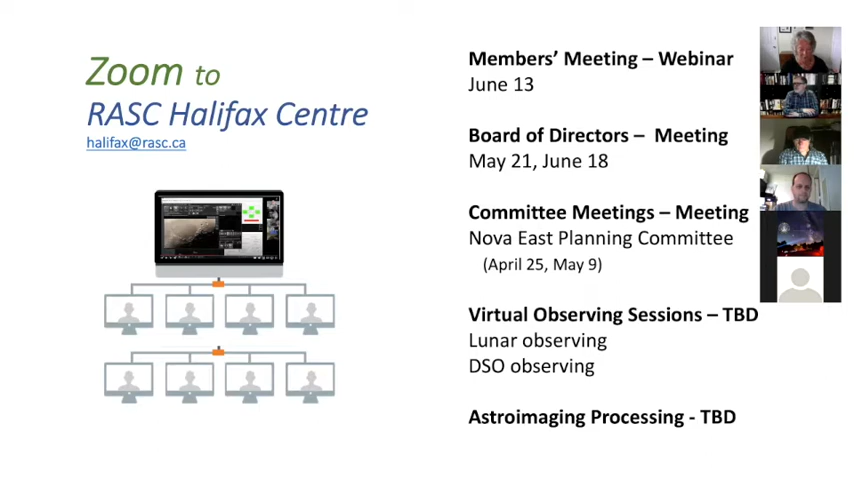 Zoom to
RASC Halifax Centre
halifax@rasc.ca
Members’ Meeting – Webinar
June 13
Board of Directors – Meeting
May 21, June 18
Committee Meetings – Meeting
Nova East Planning Committee
(April 25, May 9)
Virtual Observing Sessions – TBD
Lunar observing
DSO observing
Astroimaging Processing - TBD